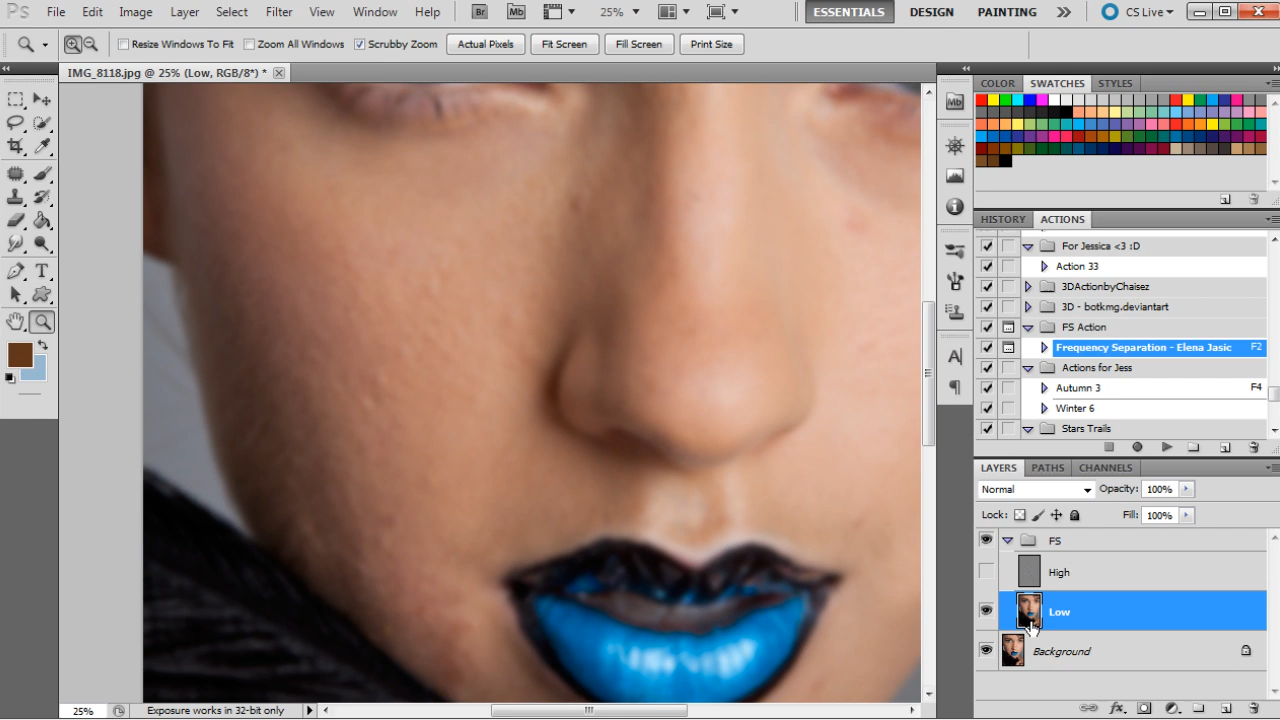 PS File Edit Image Layer Select Filter View Window Help Br Mb 25% ESSENTIALS DESIGN PAINTING CS Live
Resize Windows To Fit Zoom All Windows Scrubby Zoom Actual Pixels Fit Screen Fill Screen Print Size
IMG_8118.jpg @ 25% (Low, RGB/8*) *
COLOR SWATCHES STYLES
Mb
HISTORY ACTIONS
For Jessica <3 :D
Action 33
3DActionbyChaisez
3D - botkmg.deviantart
FS Action
Frequency Separation - Elena Jasic F2
Actions for Jess
Autumn 3 F4
Winter 6
Stars Trails
LAYERS PATHS CHANNELS
Normal Opacity: 100%
Lock: Fill: 100%
FS
High
Low
Background
25% Exposure works in 32-bit only